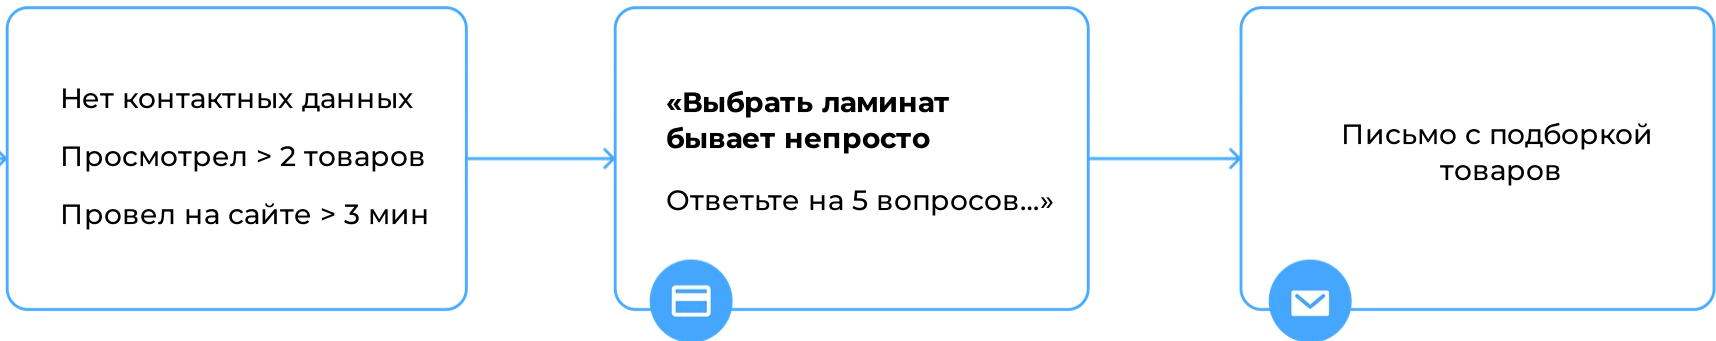 Нет контактных данных
Просмотрел > 2 товаров
Провел на сайте > 3 мин
«Выбрать ламинат
бывает непросто
Ответьте на 5 вопросов...»
Письмо с подборкой
товаров